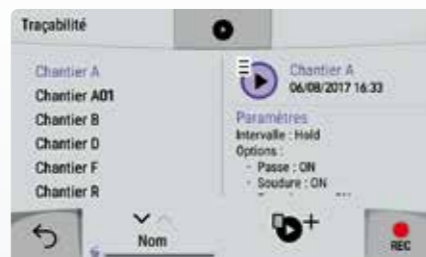 Traçabilité
Chantier A
Chantier A01
Chantier B
Chantier D
Chantier F
Chantier R
Chantier A
06/08/2017 16:33
Paramètres
Intervalle : Hold
Options :
- Passe : ON
- Soudure : ON
Nom
REC